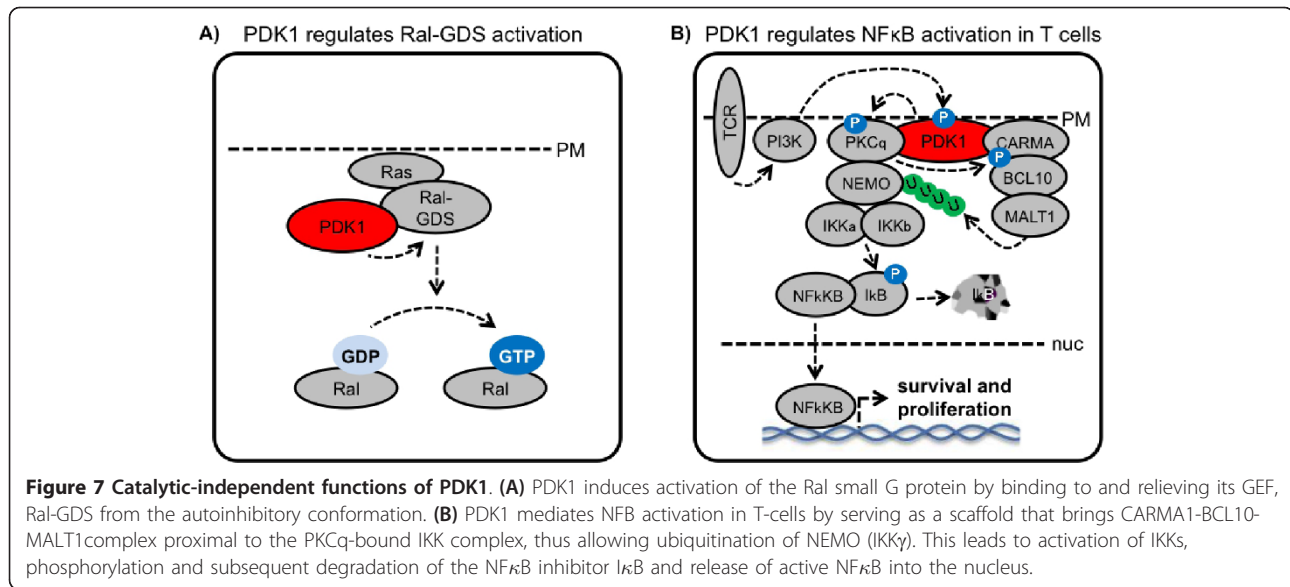 A) PDK1 regulates Ral-GDS activation
PM
Ras
Ral-
GDS
PDK1
GDP
GTP
Ral
Ral
B) PDK1 regulates NFκB activation in T cells
TCR
PM
PI3K
P
PKCq
P
PDK1
CARMA
P
BCL10
MALT1
NEMO
U U U U
IKKa
IKKb
P
NFkKB
IkB
IkB
nuc
NFkKB
survival and
proliferation
Figure 7 Catalytic-independent functions of PDK1. (A) PDK1 induces activation of the Ral small G protein by binding to and relieving its GEF,
Ral-GDS from the autoinhibitory conformation. (B) PDK1 mediates NFB activation in T-cells by serving as a scaffold that brings CARMA1-BCL10-
MALT1complex proximal to the PKCq-bound IKK complex, thus allowing ubiquitination of NEMO (IKKγ). This leads to activation of IKKs,
phosphorylation and subsequent degradation of the NFκB inhibitor IκB and release of active NFκB into the nucleus.